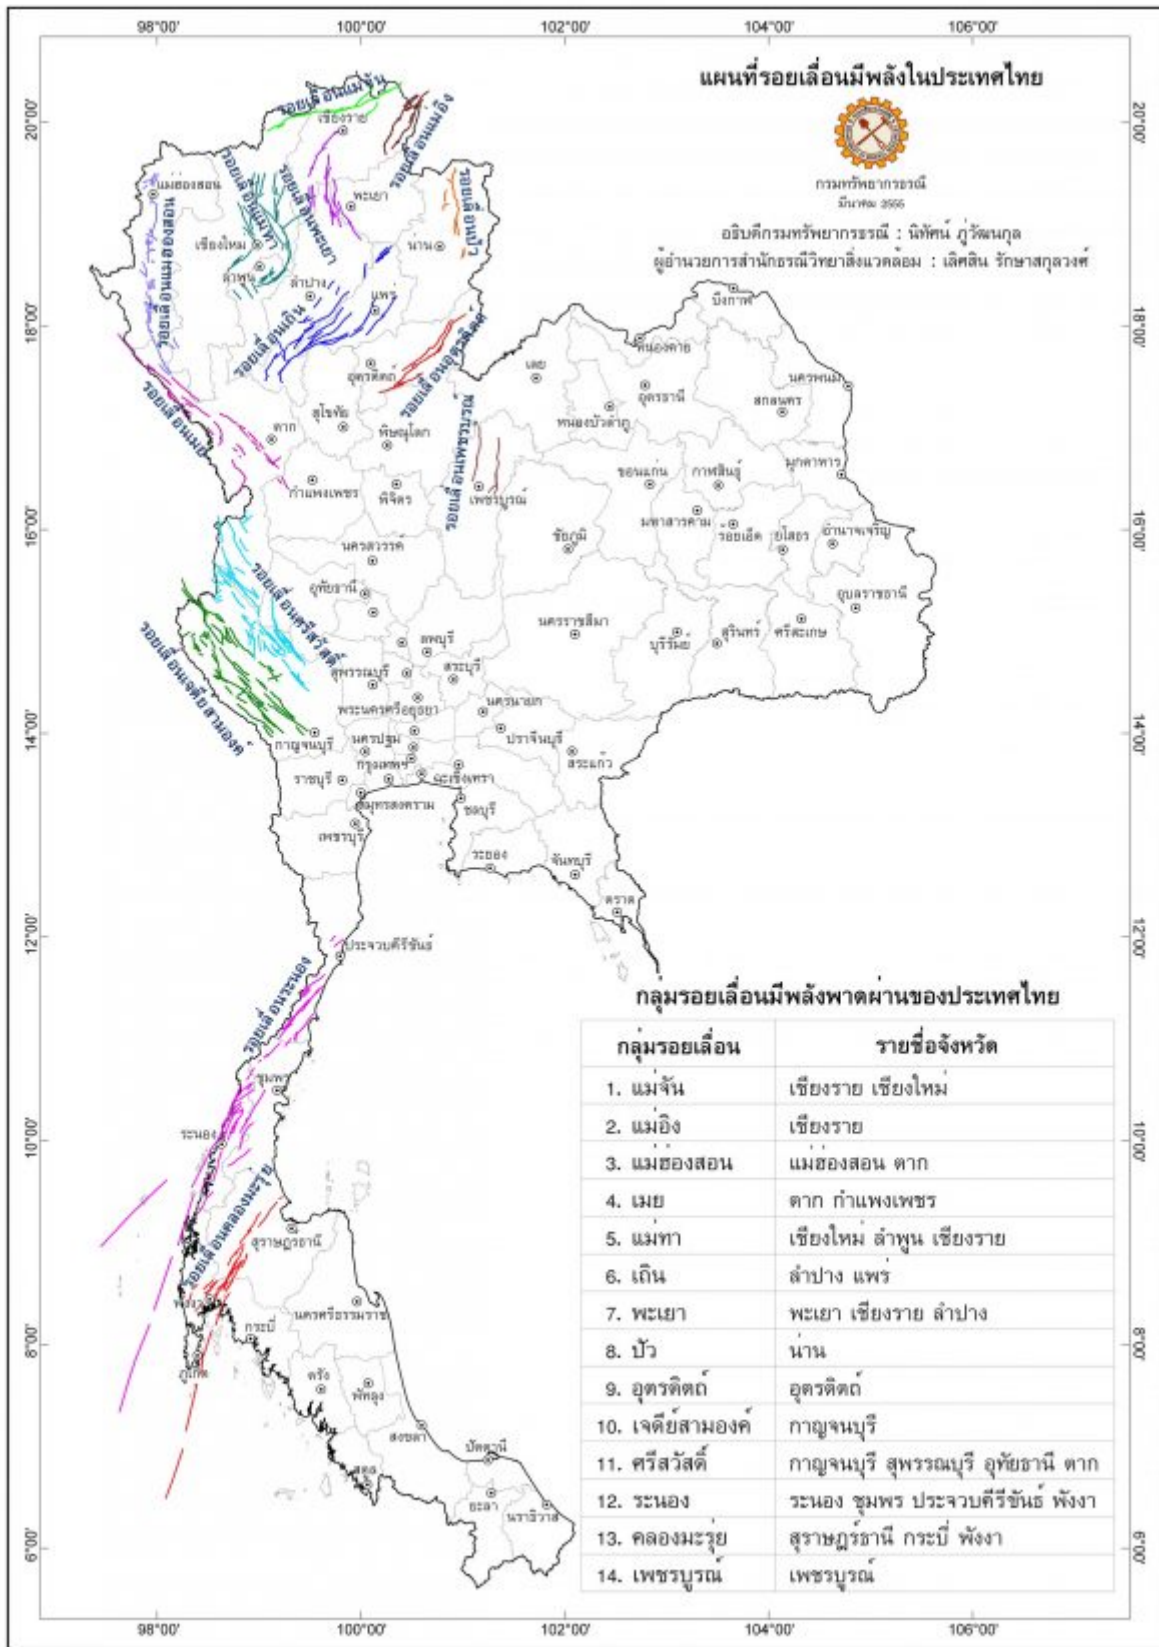 98°00' 100°00' 102°00' 104°00' 106°00'
แผนที่รอยเลื่อนมีพลังในประเทศไทย
กรมทรัพยากรธรณี
มีนาคม 2555
อธิบดีกรมทรัพยากรธรณี : นิทัศน์ ภู่วัฒนกุล
ผู้อำนวยการสำนักธรณีวิทยาสิ่งแวดล้อม : เลิศสิน รักษาสกุลวงศ์
20°00' 20°00'
18°00' 18°00'
16°00' 16°00'
14°00' 14°00'
12°00' 12°00'
10°00' 10°00'
8°00' 8°00'
6°00' 6°00'
รอยเลื่อนแม่จัน
เชียงราย
รอยเลื่อนแม่อิง
แม่ฮ่องสอน
รอยเลื่อนแม่ฮ่องสอน
รอยเลื่อนแม่ทา
รอยเลื่อนพะเยา
พะเยา
รอยเลื่อนปัว
เชียงใหม่
น่าน
ลำพูน
ลำปาง
แพร่
รอยเลื่อนเถิน
รอยเลื่อนอุตรดิตถ์
อุตรดิตถ์
รอยเลื่อนเมย
สุโขทัย
ตาก
พิษณุโลก
รอยเลื่อนเพชรบูรณ์
กำแพงเพชร
พิจิตร
เพชรบูรณ์
บึงกาฬ
หนองคาย
เลย
อุดรธานี
นครพนม
สกลนคร
หนองบัวลำภู
ขอนแก่น
กาฬสินธุ์
มุกดาหาร
มหาสารคาม
ร้อยเอ็ด
ยโสธร
อำนาจเจริญ
ชัยภูมิ
นครสวรรค์
อุทัยธานี
อุบลราชธานี
รอยเลื่อนศรีสวัสดิ์
รอยเลื่อนเจดีย์สามองค์
นครราชสีมา
บุรีรัมย์
สุรินทร์
ศรีสะเกษ
ลพบุรี
สระบุรี
สุพรรณบุรี
พระนครศรีอยุธยา
นครนายก
กาญจนบุรี
นครปฐม
ปราจีนบุรี
สระแก้ว
กรุงเทพฯ
ราชบุรี
ฉะเชิงเทรา
สมุทรสงคราม
ชลบุรี
เพชรบุรี
ระยอง
จันทบุรี
ตราด
ประจวบคีรีขันธ์
รอยเลื่อนระนอง
ชุมพร
ระนอง
รอยเลื่อนคลองมะรุ่ย
สุราษฎร์ธานี
พังงา
นครศรีธรรมราช
กระบี่
ภูเก็ต
ตรัง
พัทลุง
สงขลา
ปัตตานี
สตูล
ยะลา
นราธิวาส
กลุ่มรอยเลื่อนมีพลังพาดผ่านของประเทศไทย
กลุ่มรอยเลื่อน รายชื่อจังหวัด
1. แม่จัน เชียงราย เชียงใหม่
2. แม่อิง เชียงราย
3. แม่ฮ่องสอน แม่ฮ่องสอน ตาก
4. เมย ตาก กำแพงเพชร
5. แม่ทา เชียงใหม่ ลำพูน เชียงราย
6. เถิน ลำปาง แพร่
7. พะเยา พะเยา เชียงราย ลำปาง
8. ปัว น่าน
9. อุตรดิตถ์ อุตรดิตถ์
10. เจดีย์สามองค์ กาญจนบุรี
11. ศรีสวัสดิ์ กาญจนบุรี สุพรรณบุรี อุทัยธานี ตาก
12. ระนอง ระนอง ชุมพร ประจวบคีรีขันธ์ พังงา
13. คลองมะรุ่ย สุราษฎร์ธานี กระบี่ พังงา
14. เพชรบูรณ์ เพชรบูรณ์
98°00' 100°00' 102°00' 104°00' 106°00'